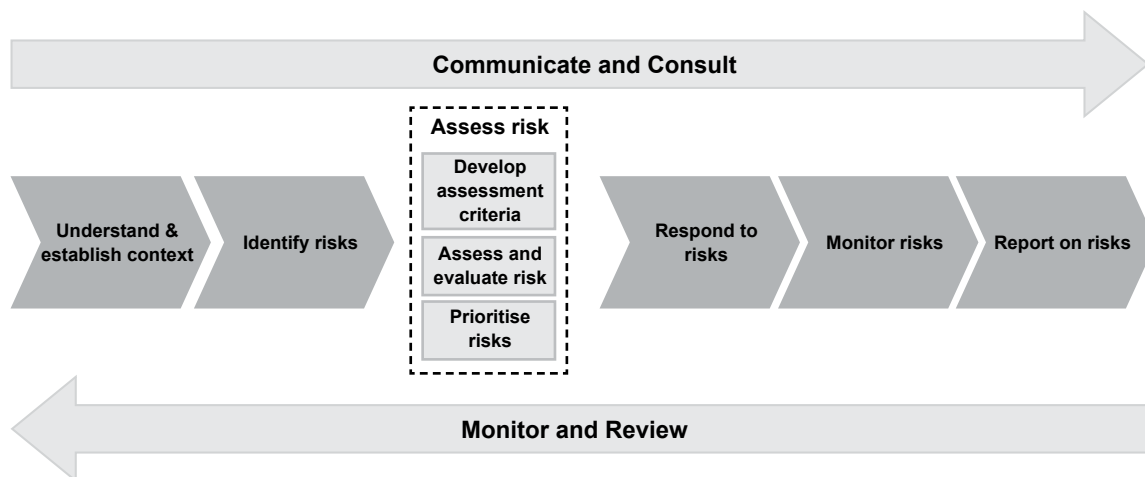 Communicate and Consult
Understand &
establish context
Identify risks
Assess risk
Develop
assessment
criteria
Assess and
evaluate risk
Prioritise
risks
Respond to
risks
Monitor risks
Report on risks
Monitor and Review